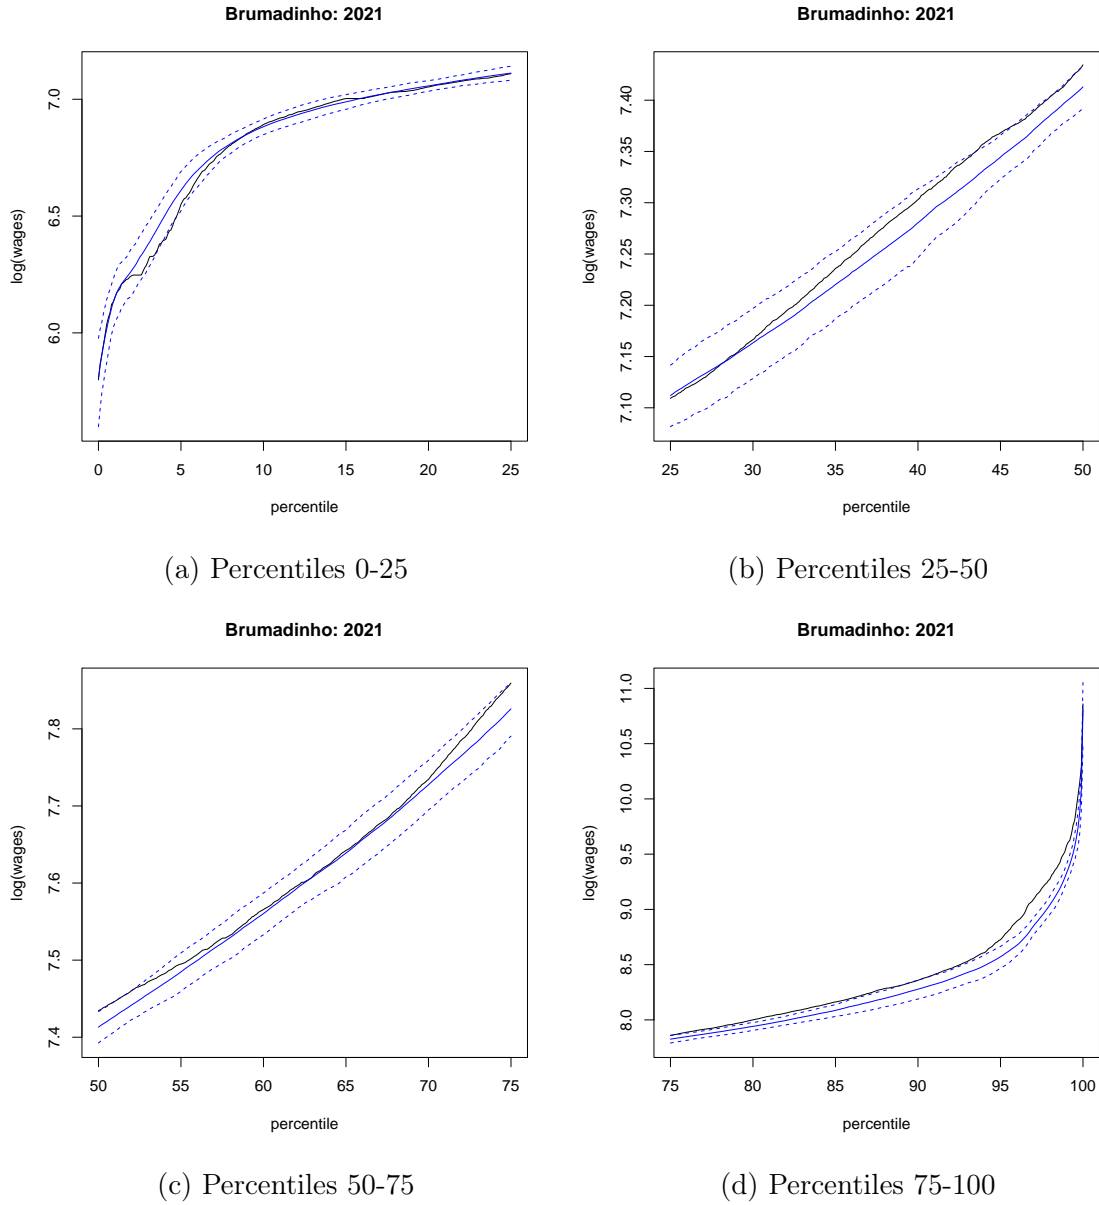 Brumadinho: 2021
log(wages)
7.0
6.5
6.0
0 5 10 15 20 25
percentile
(a) Percentiles 0-25
Brumadinho: 2021
log(wages)
7.40
7.35
7.30
7.25
7.20
7.15
7.10
25 30 35 40 45 50
percentile
(b) Percentiles 25-50
Brumadinho: 2021
log(wages)
7.8
7.7
7.6
7.5
7.4
50 55 60 65 70 75
percentile
(c) Percentiles 50-75
Brumadinho: 2021
log(wages)
11.0
10.5
10.0
9.5
9.0
8.5
8.0
75 80 85 90 95 100
percentile
(d) Percentiles 75-100